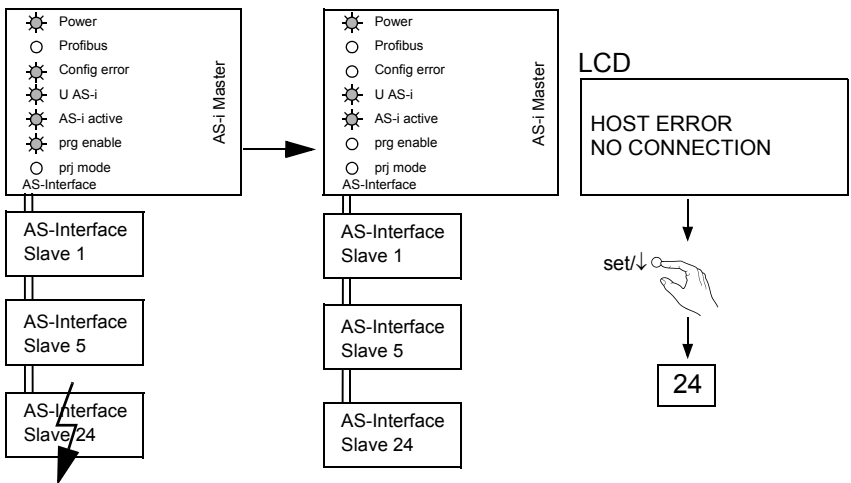 Power
Profibus
Config error
U AS-i
AS-i active
prg enable
prj mode
AS-Interface
AS-i Master
AS-Interface
Slave 1
AS-Interface
Slave 5
AS-Interface
Slave 24
Power
Profibus
Config error
U AS-i
AS-i active
prg enable
prj mode
AS-Interface
AS-i Master
AS-Interface
Slave 1
AS-Interface
Slave 5
AS-Interface
Slave 24
LCD
HOST ERROR
NO CONNECTION
set/↓
24